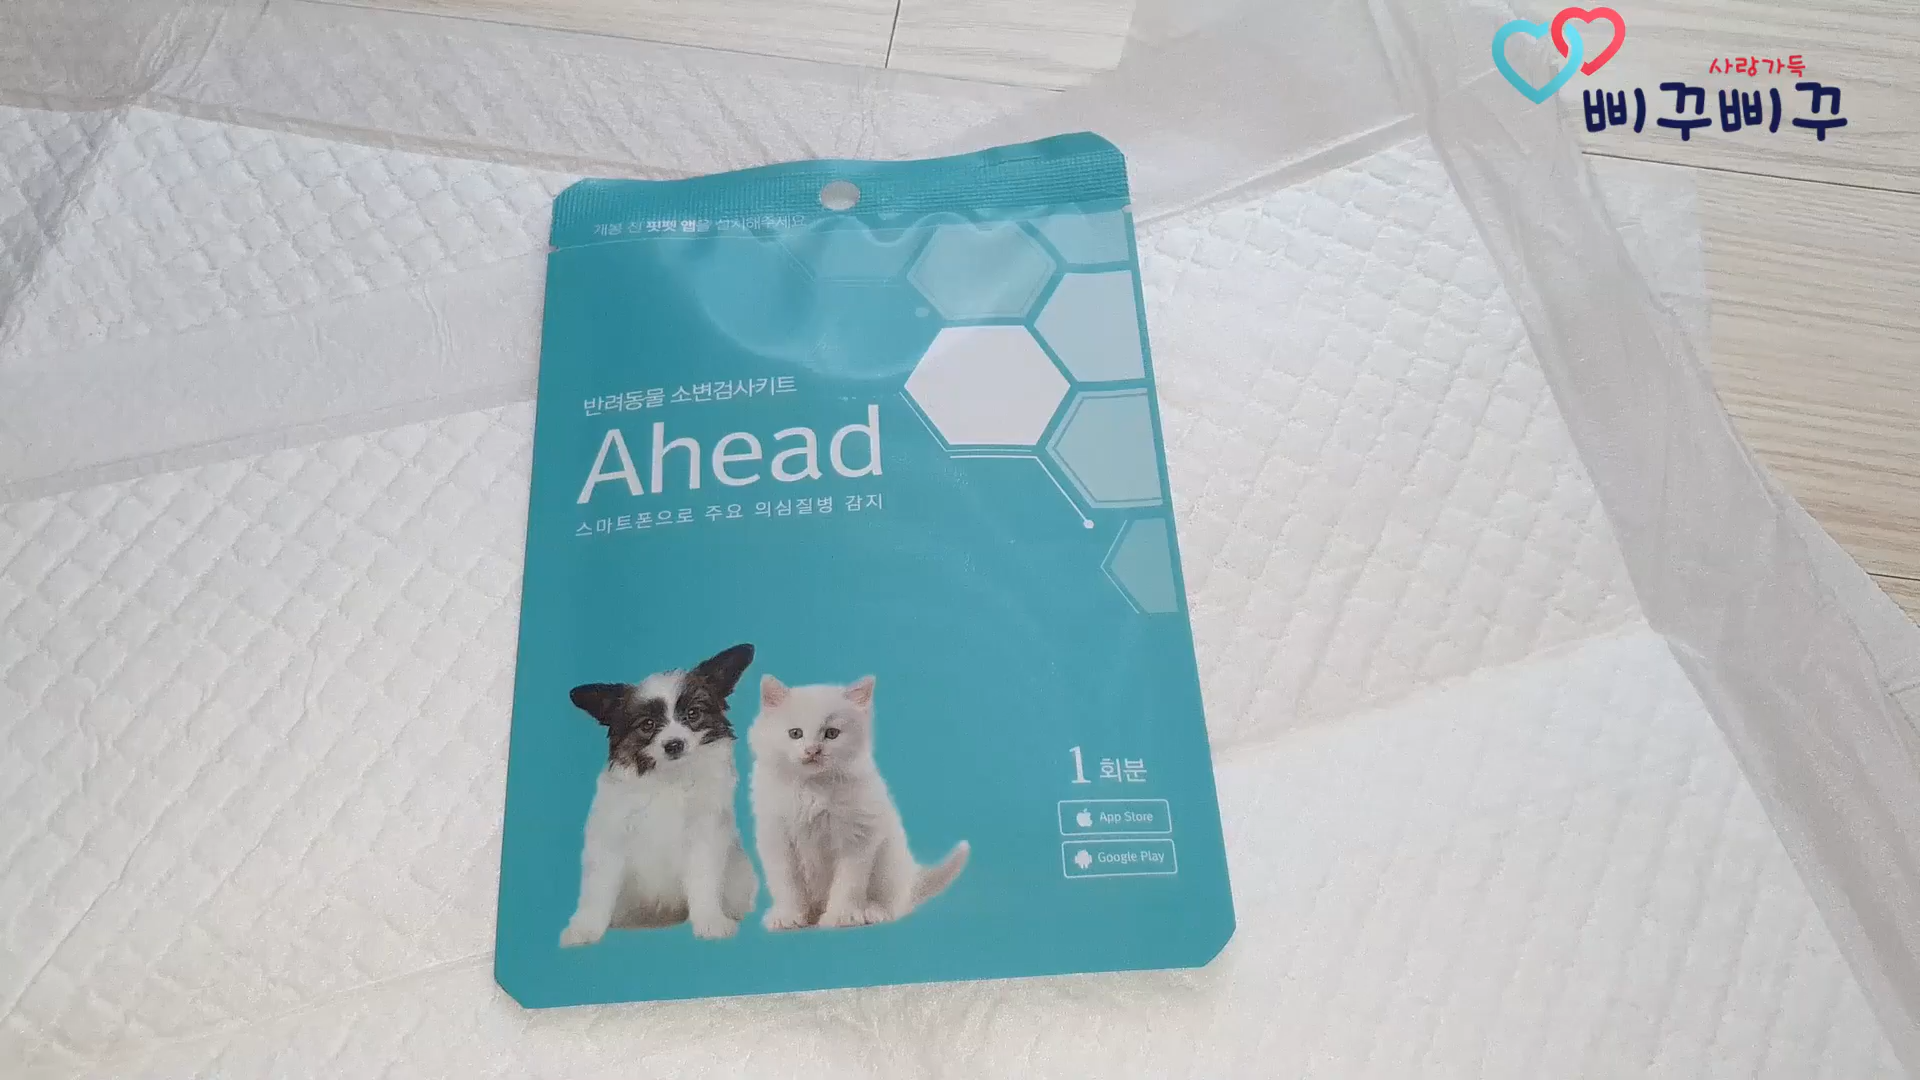 사랑가득
삐꾸삐꾸
개봉 전 핏펫 앱을 설치해주세요
반려동물 소변검사키트
Ahead
스마트폰으로 주요 의심질병 감지
1회분
App Store
Google Play